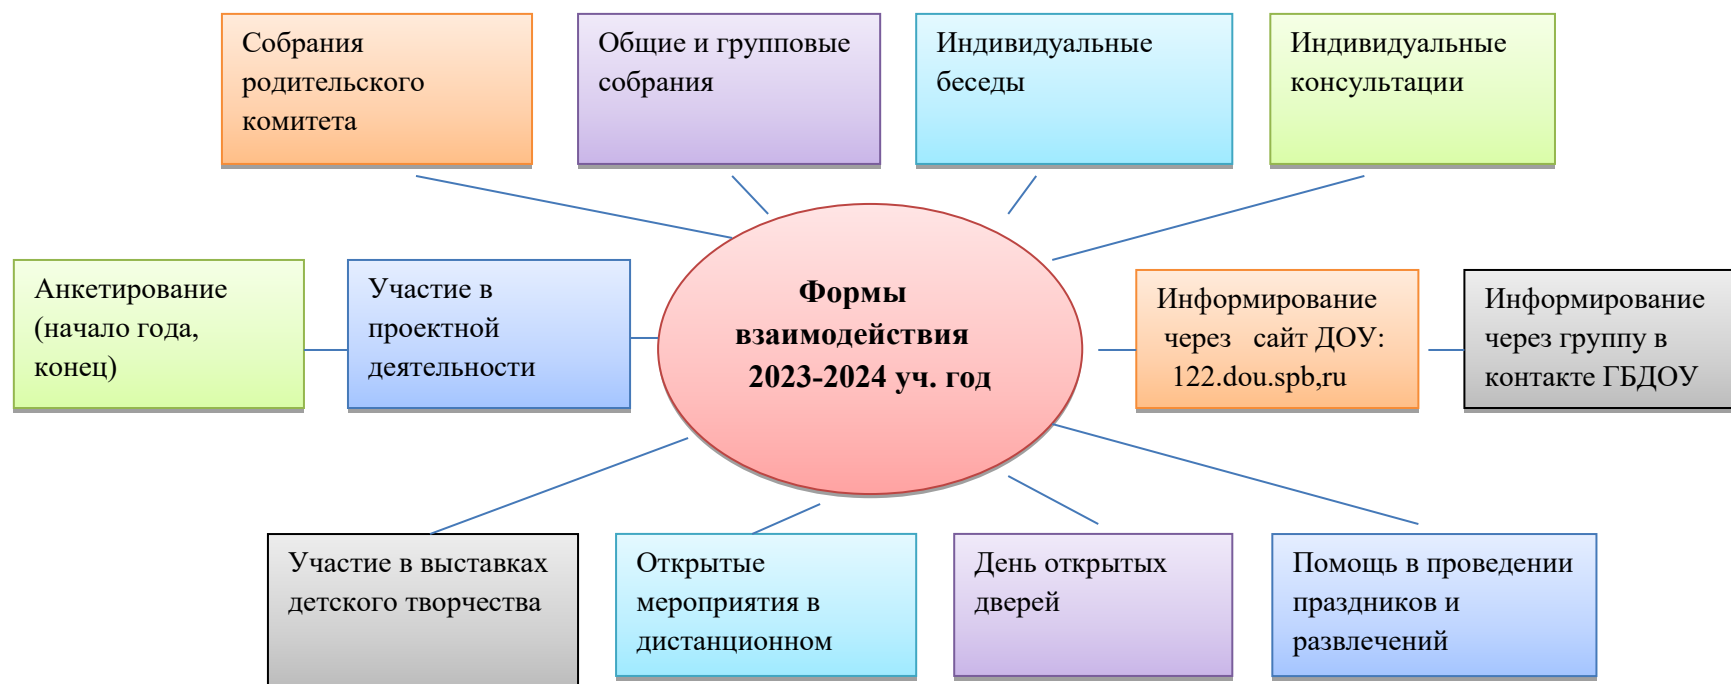 Собрания
родительского
комитета
Общие и групповые
собрания
Индивидуальные
беседы
Индивидуальные
консультации
Анкетирование
(начало года,
конец)
Участие в
проектной
деятельности
Формы
взаимодействия
2023-2024 уч. год
Информирование
через сайт ДОУ:
122.dou.spb,ru
Информирование
через группу в
контакте ГБДОУ
Участие в выставках
детского творчества
Открытые
мероприятия в
дистанционном
День открытых
дверей
Помощь в проведении
праздников и
развлечений